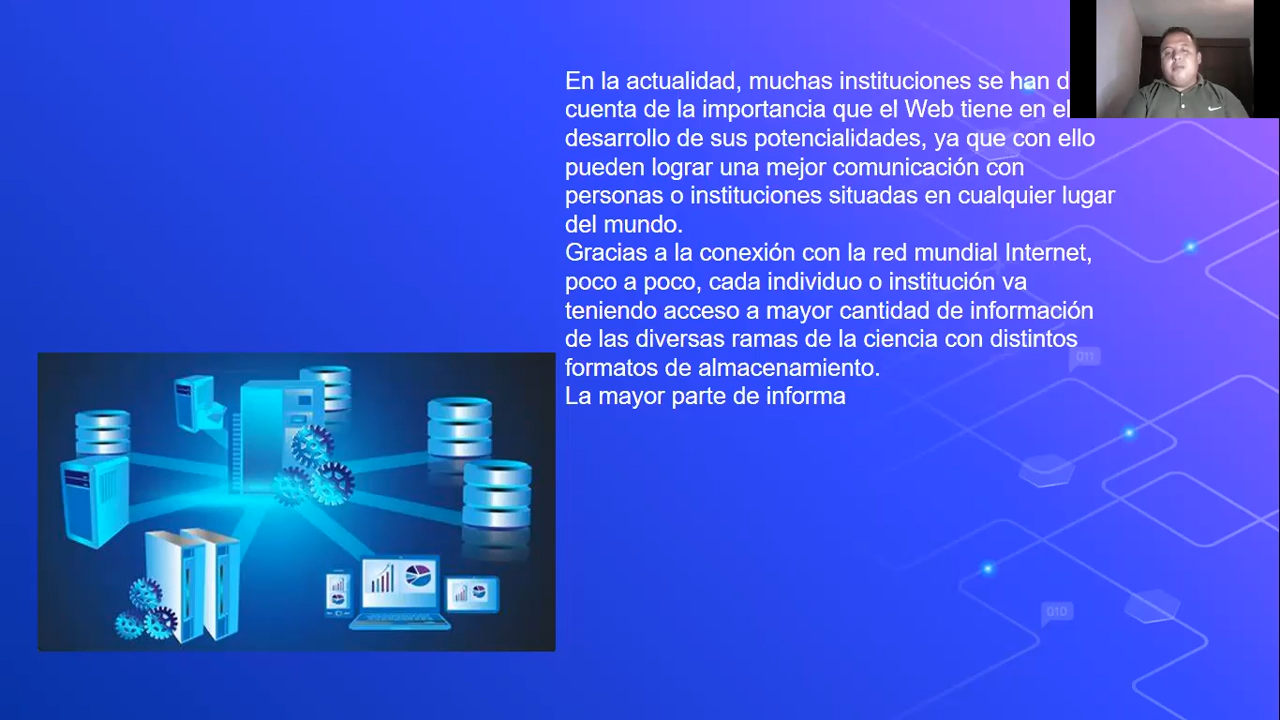 En la actualidad, muchas instituciones se han
cuenta de la importancia que el Web tiene en el
desarrollo de sus potencialidades, ya que con ello
pueden lograr una mejor comunicación con
personas o instituciones situadas en cualquier lugar
del mundo.
Gracias a la conexión con la red mundial Internet,
poco a poco, cada individuo o institución va
teniendo acceso a mayor cantidad de información
de las diversas ramas de la ciencia con distintos
formatos de almacenamiento.
La mayor parte de informa
011
010